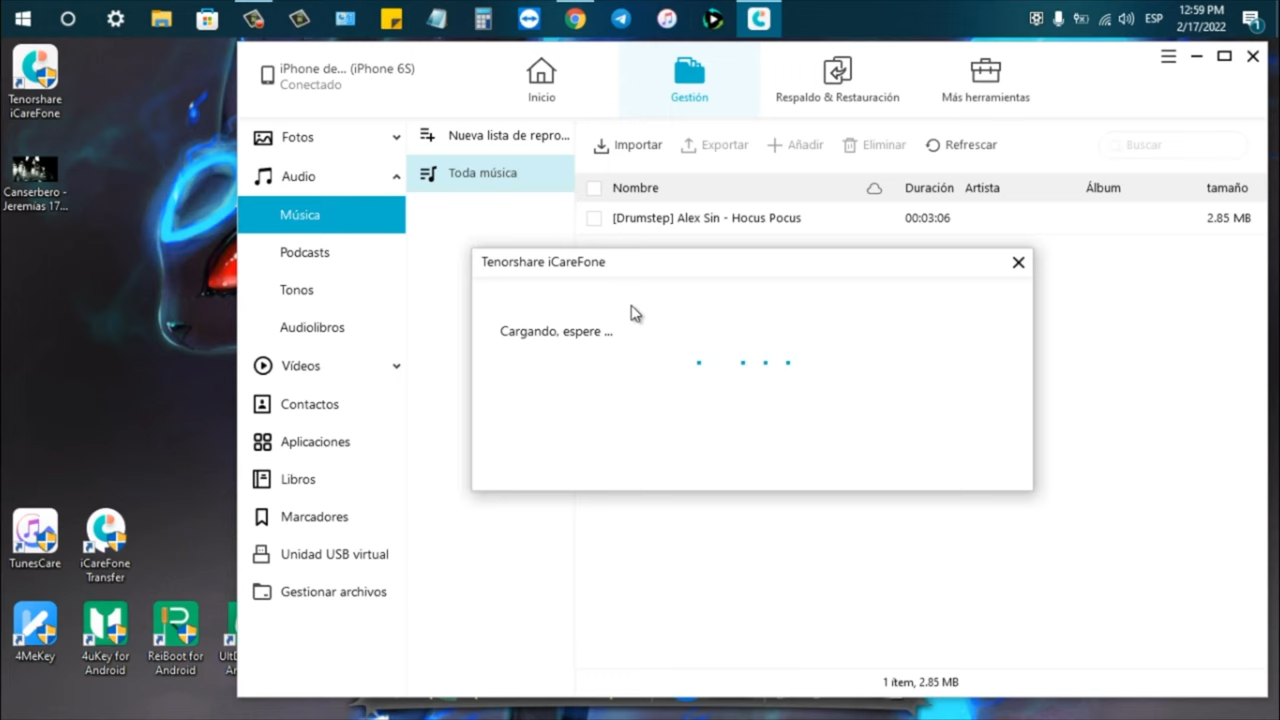 ESP
12:59 PM
2/17/2022
Tenorshare
iCareFone
Canserbero -
Jeremías 17...
TunesCare
iCareFone
Transfer
4MeKey
4uKey for
Android
ReiBoot for
Android
iPhone de... (iPhone 6S)
Conectado
Inicio
Gestión
Respaldo & Restauración
Más herramientas
Fotos
Audio
Música
Podcasts
Tonos
Audiolibros
Vídeos
Contactos
Aplicaciones
Libros
Marcadores
Unidad USB virtual
Gestionar archivos
Nueva lista de repro...
Toda música
Importar Exportar Añadir Eliminar Refrescar Buscar
Nombre Duración Artista Álbum tamaño
[Drumstep] Alex Sin - Hocus Pocus 00:03:06 2.85 MB
Tenorshare iCareFone
Cargando, espere ...
1 ítem, 2.85 MB